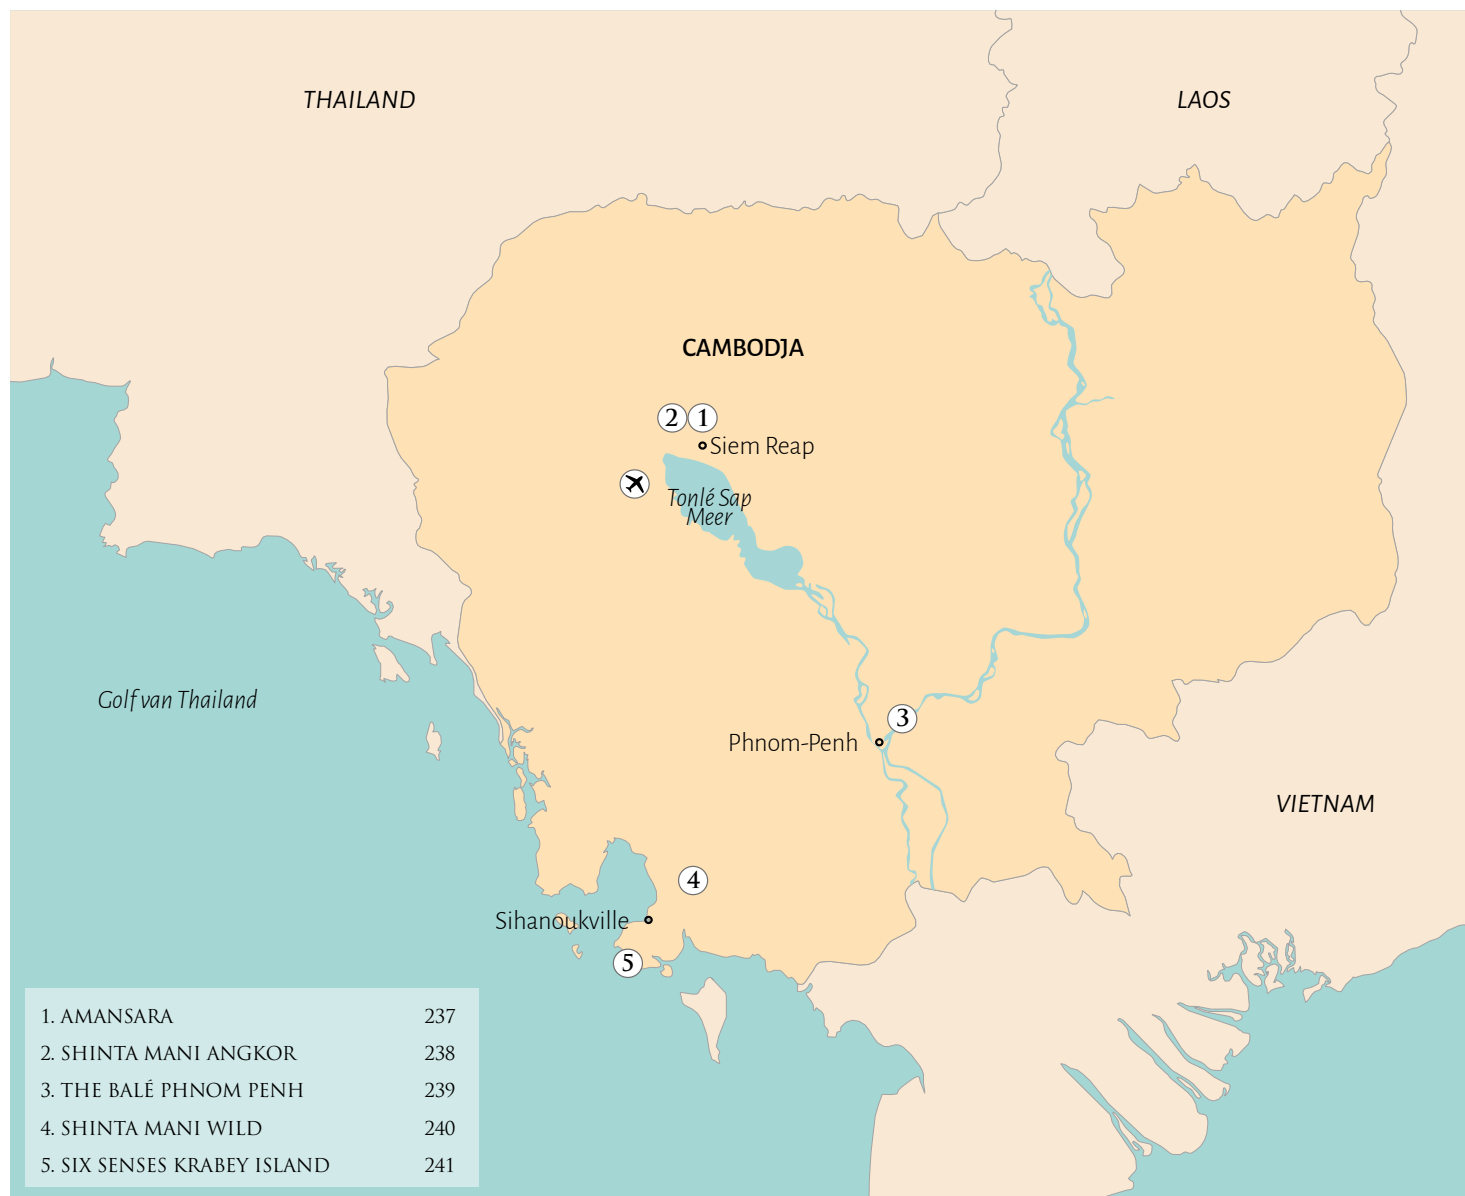 THAILAND
LAOS
CAMBODJA
2 1
Siem Reap
Tonlé Sap
Meer
Golf van Thailand
3
Phnom-Penh
VIETNAM
4
Sihanoukville
5
1. AMANSARA 237
2. SHINTA MANI ANGKOR 238
3. THE BALÉ PHNOM PENH 239
4. SHINTA MANI WILD 240
5. SIX SENSES KRABEY ISLAND 241